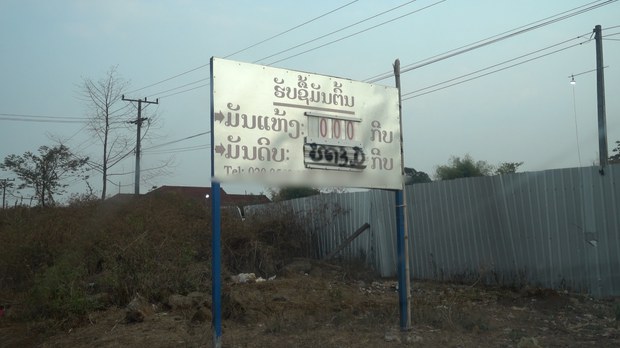 ຮັບຊື້ມັນຕົ້ນ
ມັນແຫ້ງ: 000 ກີບ
ມັນດິບ: ກີບ
Tel: 020